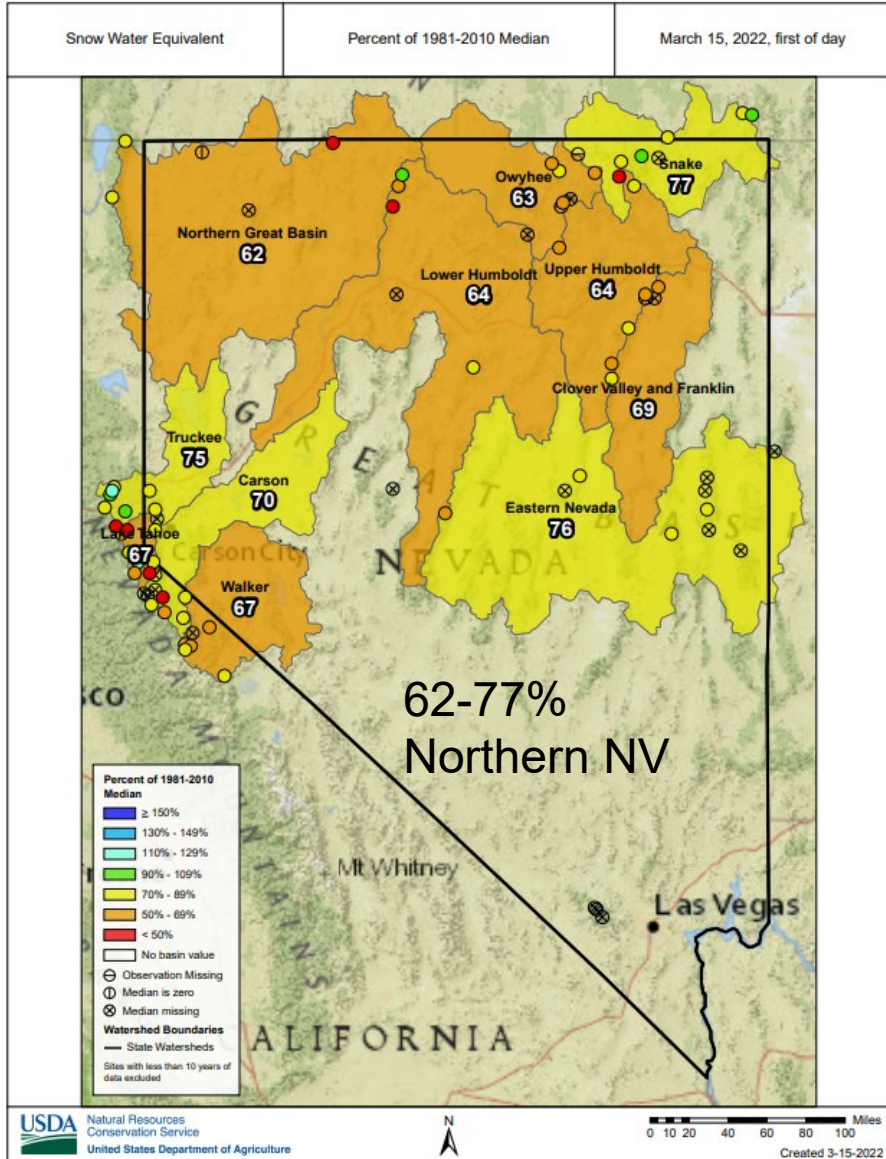 Snow Water Equivalent
Percent of 1981-2010 Median
March 15, 2022, first of day
Snake
77
Owyhee
63
Northern Great Basin
62
Lower Humboldt
64
Upper Humboldt
64
Clover Valley and Franklin
69
GREAT BASI
Truckee
75
Carson
70
Eastern Nevada
76
Lake Tahoe
67
Carson City
NEVADA
Walker
67
NEVADA MOUNTAINS
sco
62-77%
Northern NV
Mt Whitney
Las Vegas
CALIFORNIA
Percent of 1981-2010
Median
≥ 150%
130% - 149%
110% - 129%
90% - 109%
70% - 89%
50% - 69%
< 50%
No basin value
Observation Missing
Median is zero
Median missing
Watershed Boundaries
State Watersheds
Sites with less than 10 years of
data excluded
USDA
Natural Resources
Conservation Service
United States Department of Agriculture
N
Miles
0 10 20 40 60 80 100
Created 3-15-2022